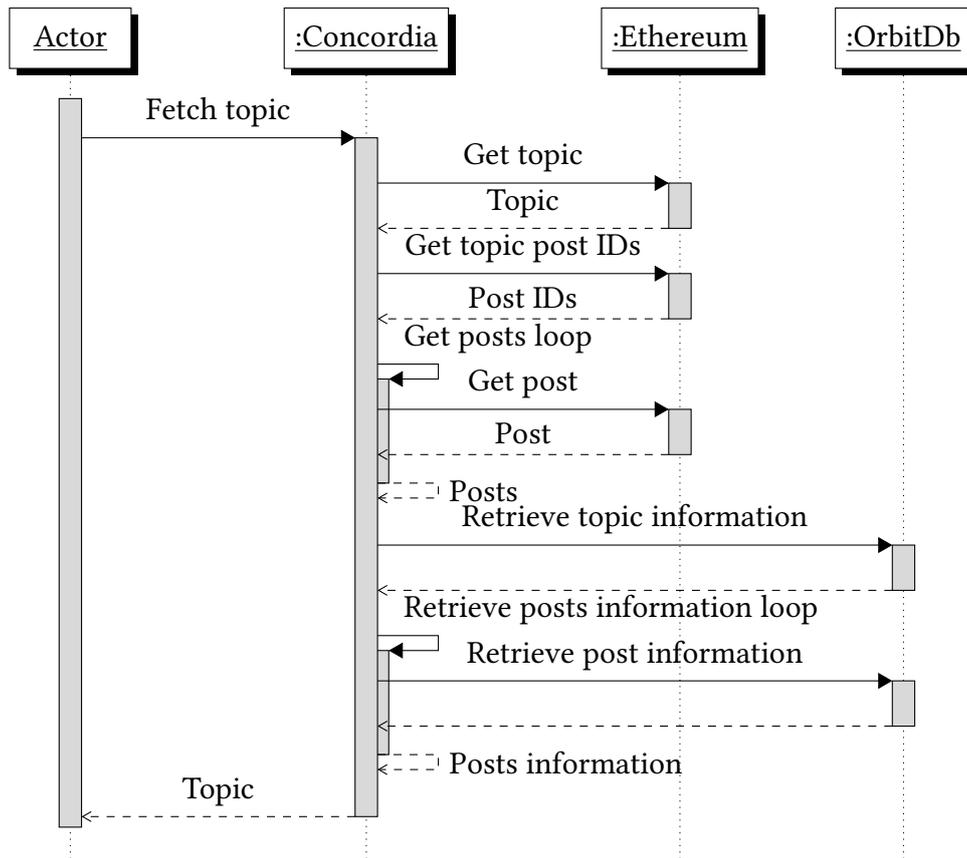 Actor
:Concordia
:Ethereum
:OrbitDb
Fetch topic
Get topic
Topic
Get topic post IDs
Post IDs
Get posts loop
Get post
Post
Posts
Retrieve topic information
Retrieve posts information loop
Retrieve post information
Posts information
Topic